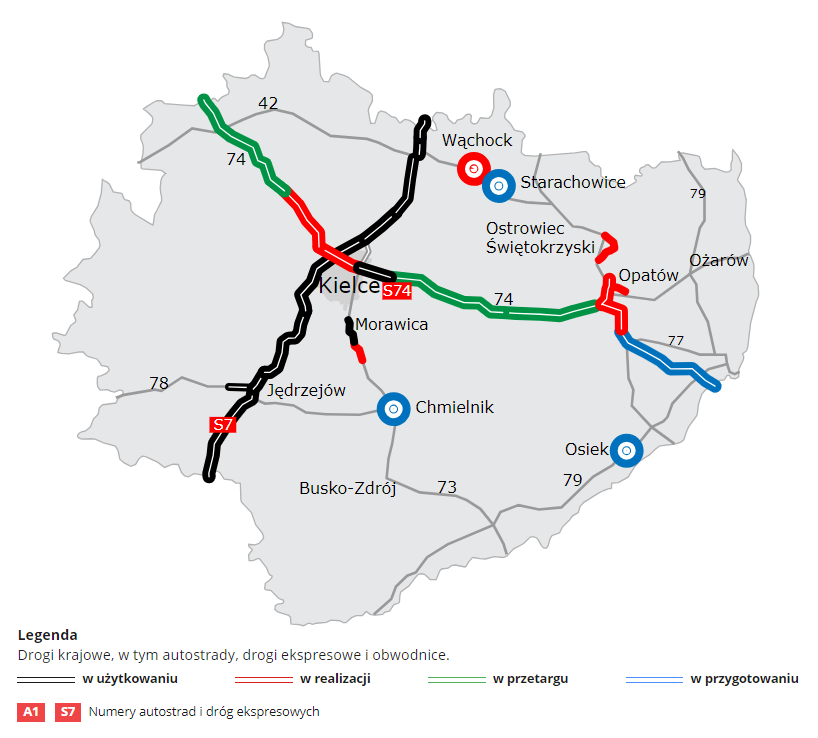 42
Wąchock
74
Starachowice
79
Ostrowiec
Świętokrzyski
Ożarów
Opatów
Kielce
S74
74
Morawica
77
78
Jędrzejów
Chmielnik
S7
Osiek
Busko-Zdrój
73
79
Legenda
Drogi krajowe, w tym autostrady, drogi ekspresowe i obwodnice.
w użytkowaniu
w realizacji
w przetargu
w przygotowaniu
A1 S7 Numery autostrad i dróg ekspresowych